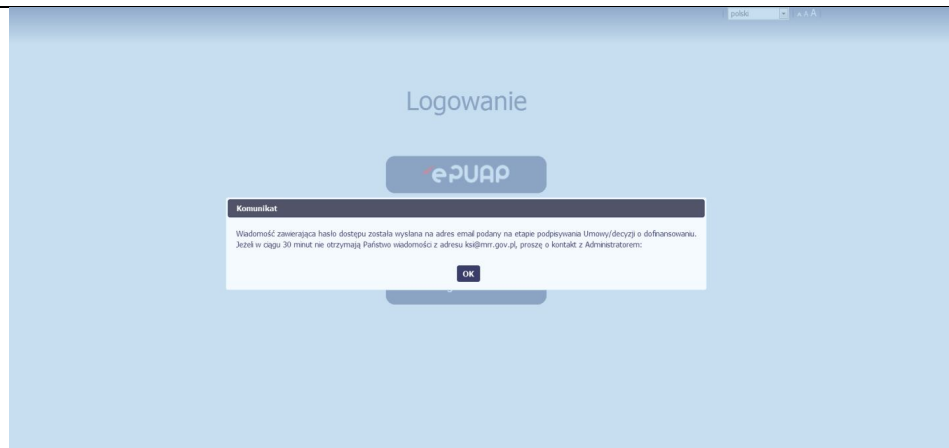 polski A A A
Logowanie
ePUAP
Komunikat
Wiadomość zawierająca hasło dostępu została wysłana na adres email podany na etapie podpisywania Umowy/decyzji o dofinansowaniu.
Jeżeli w ciągu 30 minut nie otrzymają Państwo wiadomości z adresu ksi@mrr.gov.pl, proszę o kontakt z Administratorem:
OK